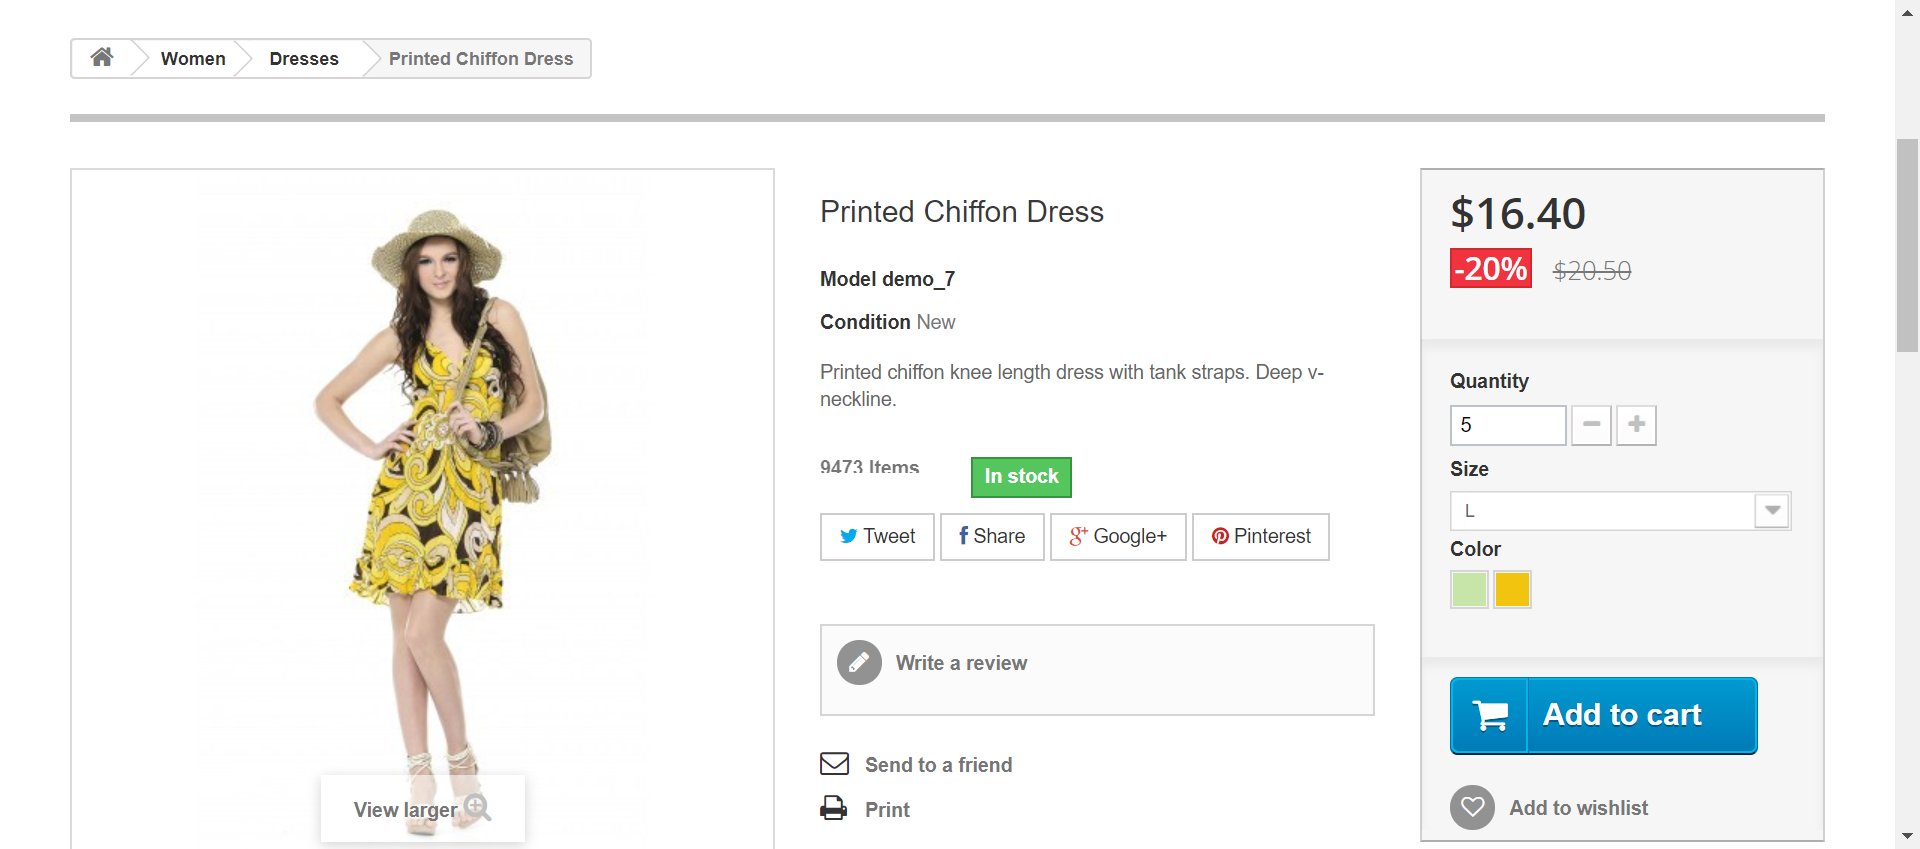 Women
Dresses
Printed Chiffon Dress
Printed Chiffon Dress
Model demo_7
Condition New
Printed chiffon knee length dress with tank straps. Deep v-
neckline.
9473 Items
In stock
Tweet
Share
Google+
Pinterest
Write a review
Send to a friend
Print
View larger
$16.40
-20% $20.50
Quantity
5
Size
L
Color
Add to cart
Add to wishlist